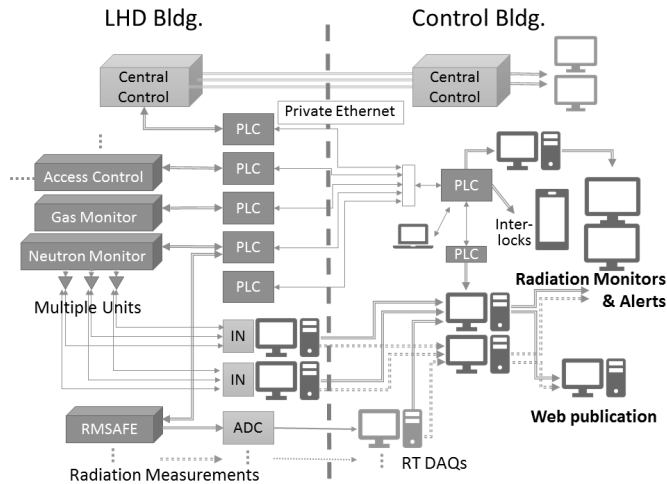 LHD Bldg.
Control Bldg.
Central
Control
Central
Control
Private Ethernet
PLC
PLC
Access Control
PLC
Gas Monitor
PLC
PLC
Neutron Monitor
PLC
Inter-
locks
PLC
Multiple Units
Radiation Monitors
& Alerts
IN
IN
Web publication
RMSAFE
ADC
RT DAQs
Radiation Measurements